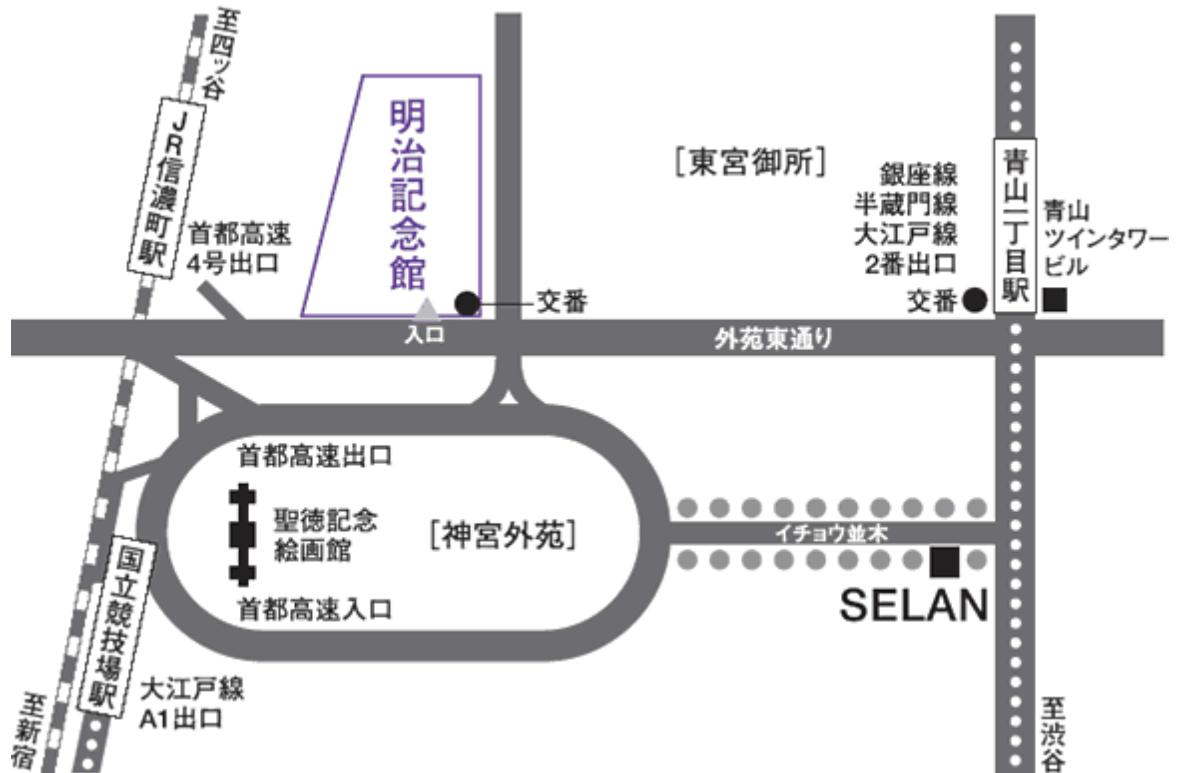 至四ッ谷
JR信濃町駅
首都高速
4号出口
明治記念館
入口
交番
[東宮御所]
銀座線
半蔵門線
大江戸線
2番出口
交番
青山一丁目駅
青山
ツインタワー
ビル
外苑東通り
首都高速出口
聖徳記念
絵画館
[神宮外苑]
首都高速入口
イチョウ並木
SELAN
国立競技場駅
大江戸線
A1出口
至新宿
至渋谷